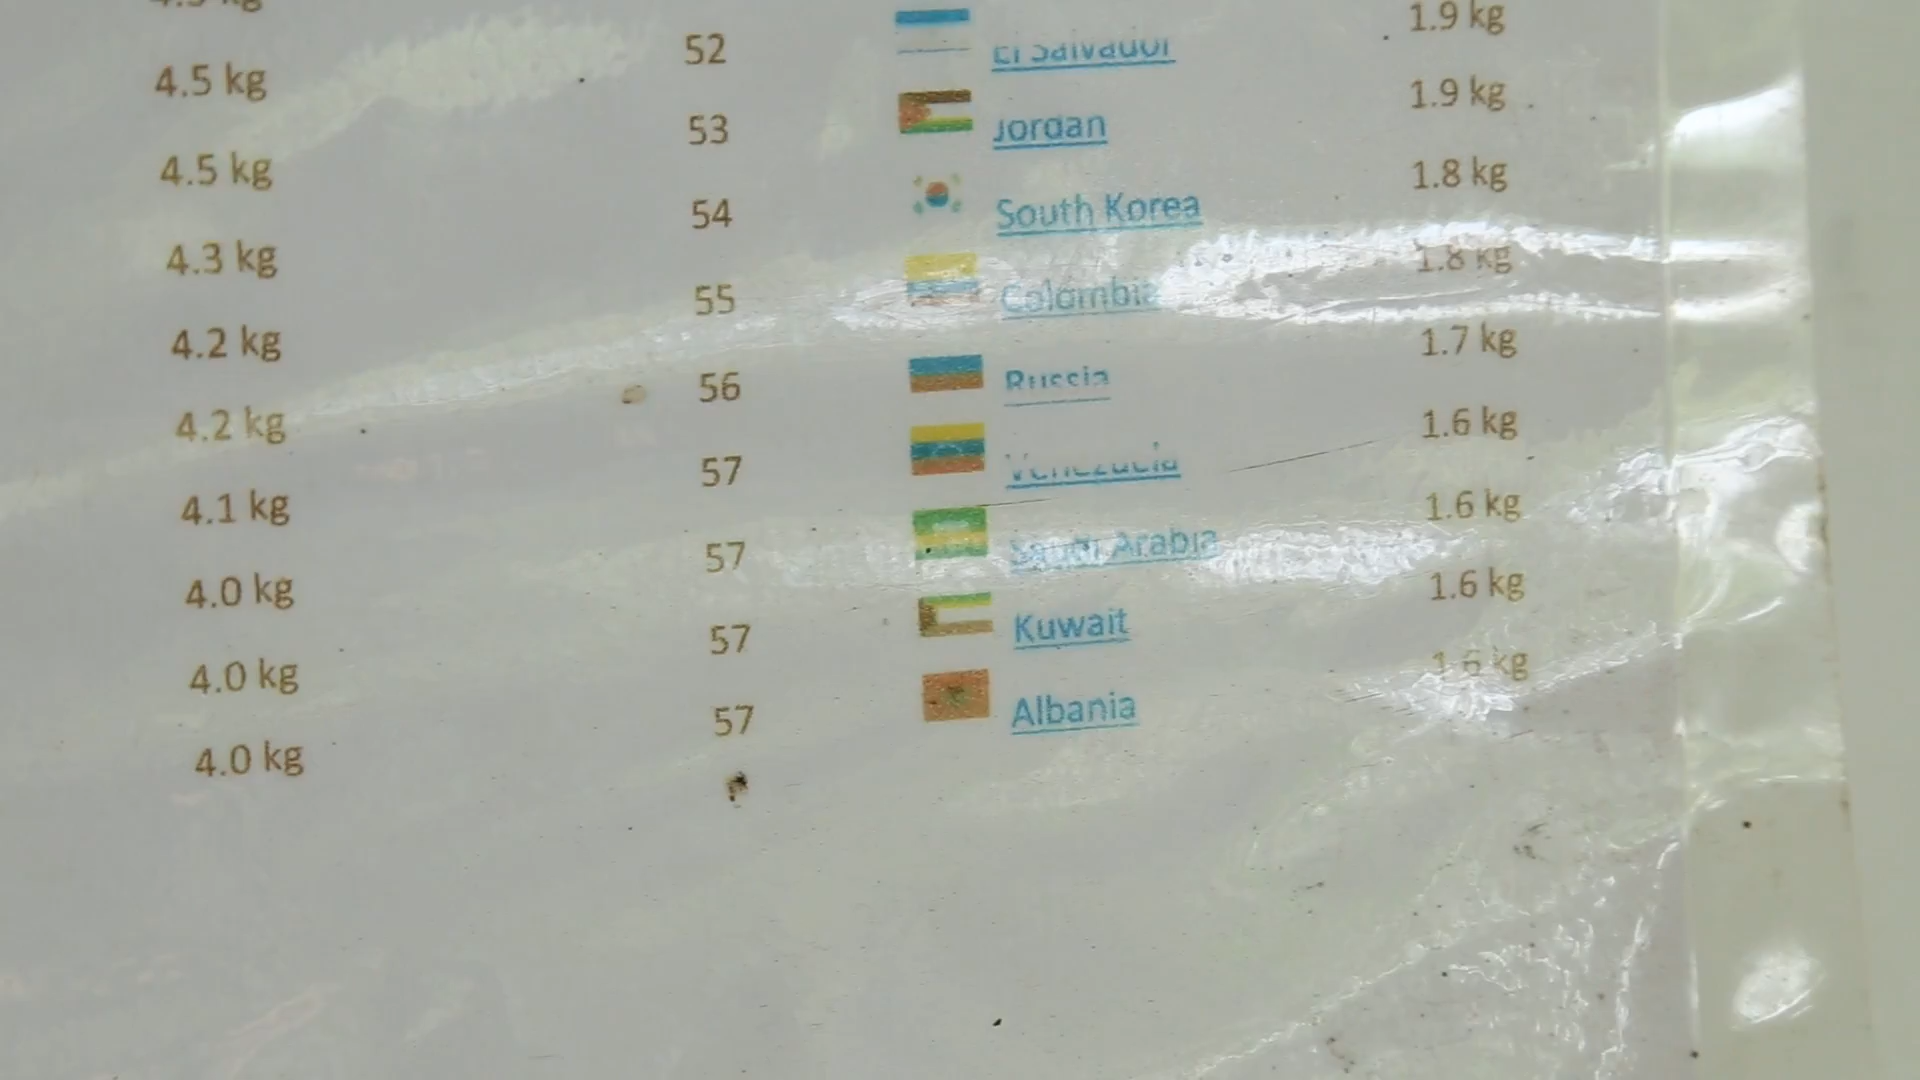 4.5 kg 52 El Salvador 1.9 kg
4.5 kg 53 Jordan 1.9 kg
4.3 kg 54 South Korea 1.8 kg
4.2 kg 55 Colombia 1.8 kg
4.2 kg 56 Russia 1.7 kg
4.1 kg 57 Venezuela 1.6 kg
4.0 kg 57 Saudi Arabia 1.6 kg
4.0 kg 57 Kuwait 1.6 kg
4.0 kg 57 Albania 1.6 kg